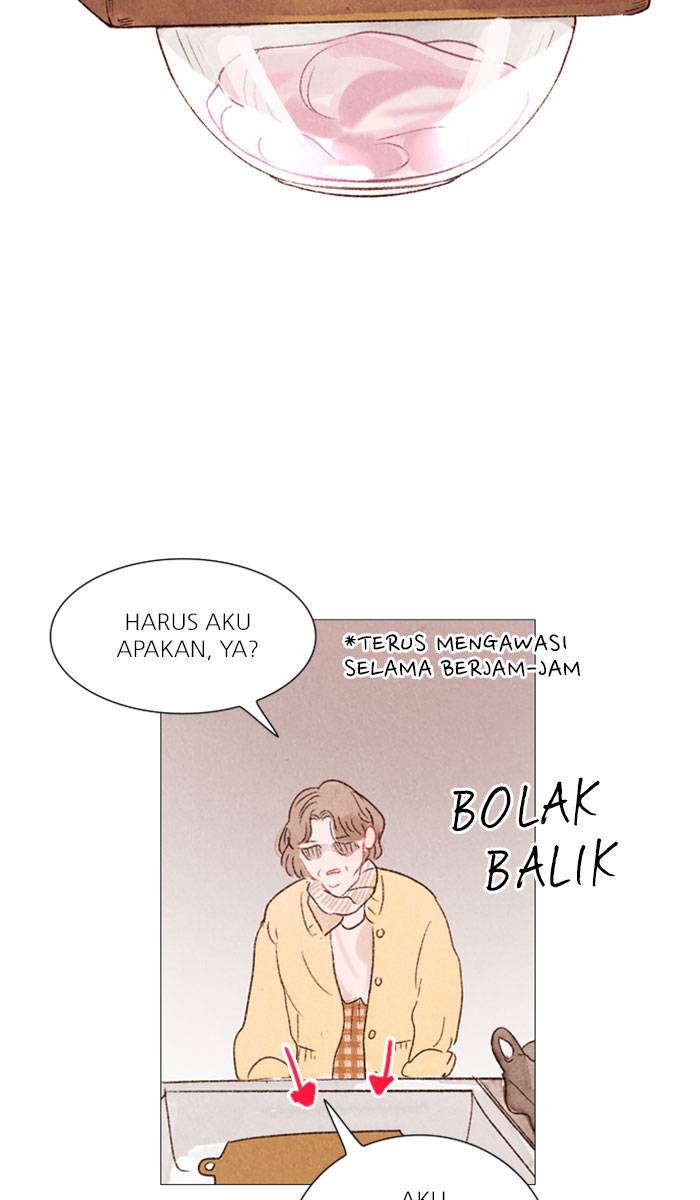 HARUS AKU
APAKAN, YA?
*TERUS MENGAWASI
SELAMA BERJAM-JAM
BOLAK
BALIK
AKU